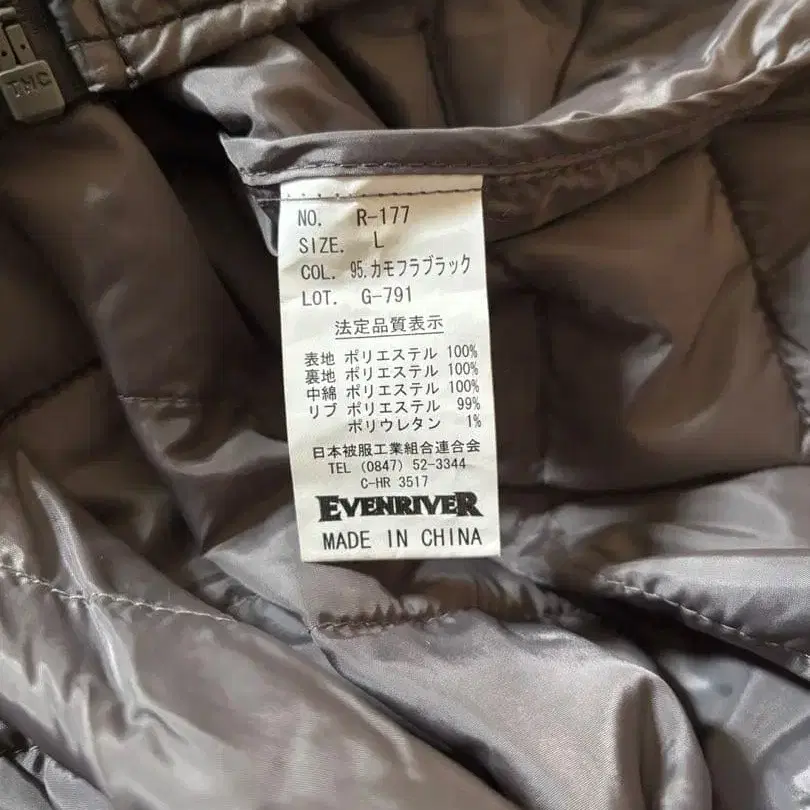 TMC
NO. R-177
SIZE. L
COL. 95.カモフラブラック
LOT. G-791
法定品質表示
表地 ポリエステル 100%
裏地 ポリエステル 100%
中綿 ポリエステル 100%
リブ ポリエステル 99%
ポリウレタン 1%
日本被服工業組合連合会
TEL (0847) 52-3344
C-HR 3517
EVENRIVER
MADE IN CHINA